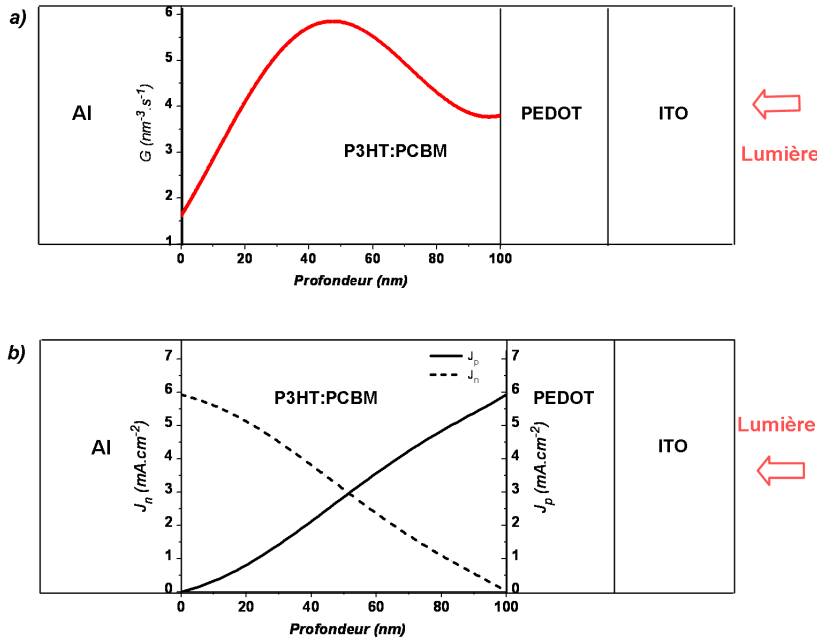 a)
6
5
4
3
2
1
G (nm-3.s-1)
Al
P3HT:PCBM
PEDOT
ITO
Lumière
0 20 40 60 80 100
Profondeur (nm)
b)
7
6
5
4
3
2
1
0
Jn (mA.cm-2)
Al
P3HT:PCBM
Jp
Jn
7
6
5
4
3
2
1
0
Jp (mA.cm-2)
PEDOT
ITO
Lumière
0 20 40 60 80 100
Profondeur (nm)